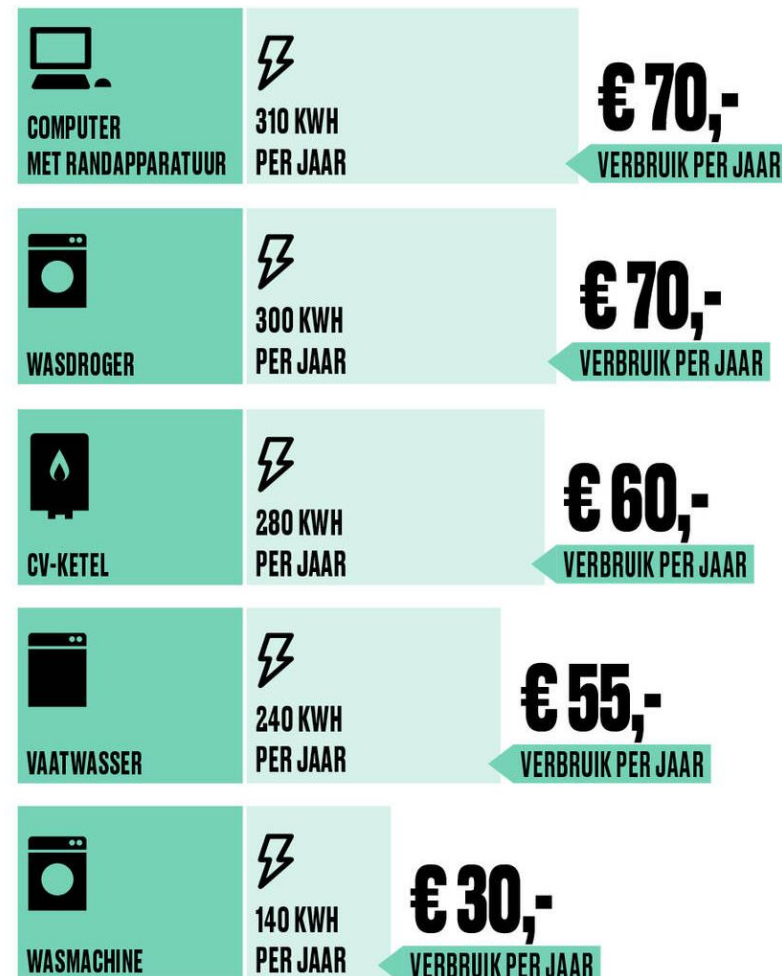 COMPUTER
MET RANDAPPARATUUR
310 KWH
PER JAAR
€ 70,-
VERBRUIK PER JAAR
WASDROGER
300 KWH
PER JAAR
€ 70,-
VERBRUIK PER JAAR
CV-KETEL
280 KWH
PER JAAR
€ 60,-
VERBRUIK PER JAAR
VAATWASSER
240 KWH
PER JAAR
€ 55,-
VERBRUIK PER JAAR
WASMACHINE
140 KWH
PER JAAR
€ 30,-
VERBRUIK PER JAAR